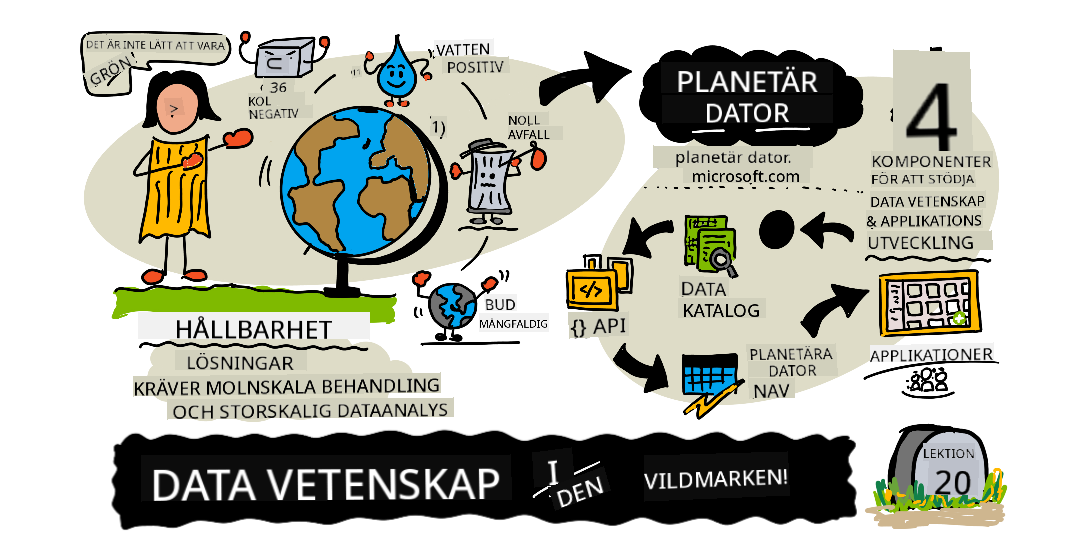 DET ÄR INTE LÄTT ATT VARA
GRÖN!
36
KOL
NEGATIV
VATTEN
POSITIV
1)
NOLL
AVFALL
BUD
MÅNGFALDIG
HÅLLBARHET
LÖSNINGAR
KRÄVER MOLNSKALA BEHANDLING
OCH STORSKALIG DATAANALYS
PLANETÄR
DATOR
planetär dator.
microsoft.com
4
KOMPONENTER
FÖR ATT STÖDJA
DATA VETENSKAP
& APPLIKATIONS
UTVECKLING
DATA
KATALOG
</>
{} API
PLANETÄRA
DATOR
NAV
APPLIKATIONER
DATA VETENSKAP
I
DEN
VILDMARKEN!
LEKTION
20